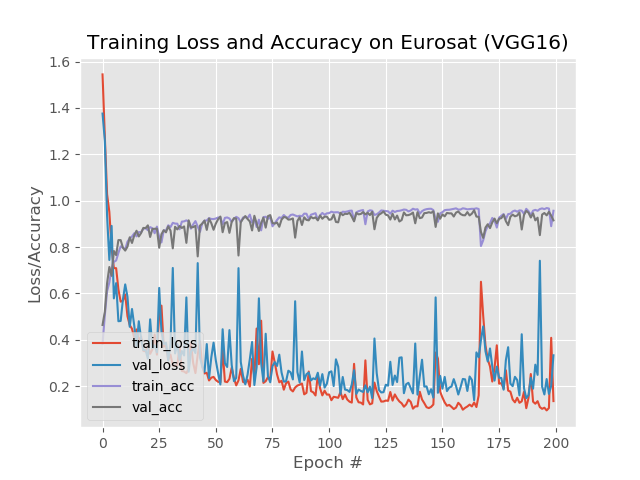 Training Loss and Accuracy on Eurosat (VGG16)
1.6
1.4
1.2
1.0
0.8
0.6
0.4
0.2
Loss/Accuracy
train_loss
val_loss
train_acc
val_acc
0 25 50 75 100 125 150 175 200
Epoch #